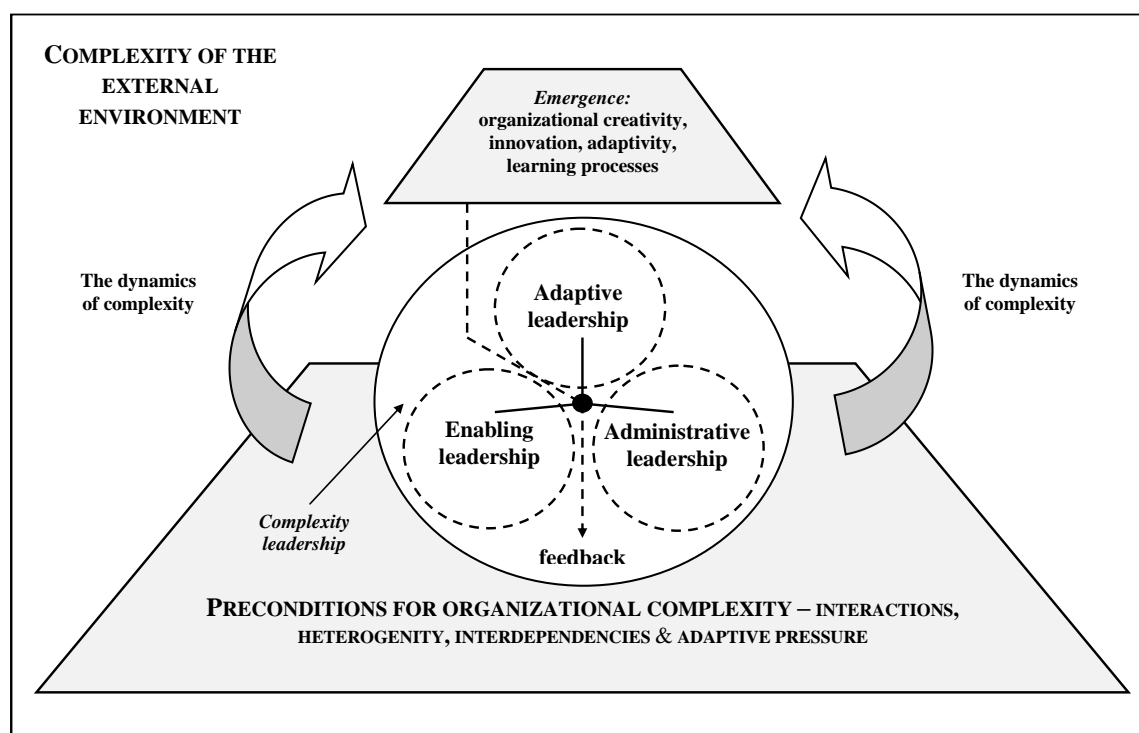 COMPLEXITY OF THE
EXTERNAL
ENVIRONMENT
Emergence:
organizational creativity,
innovation, adaptivity,
learning processes
The dynamics
of complexity
The dynamics
of complexity
Adaptive
leadership
Enabling
leadership
Administrative
leadership
Complexity
leadership
feedback
PRECONDITIONS FOR ORGANIZATIONAL COMPLEXITY – INTERACTIONS,
HETEROGENITY, INTERDEPENDENCIES & ADAPTIVE PRESSURE